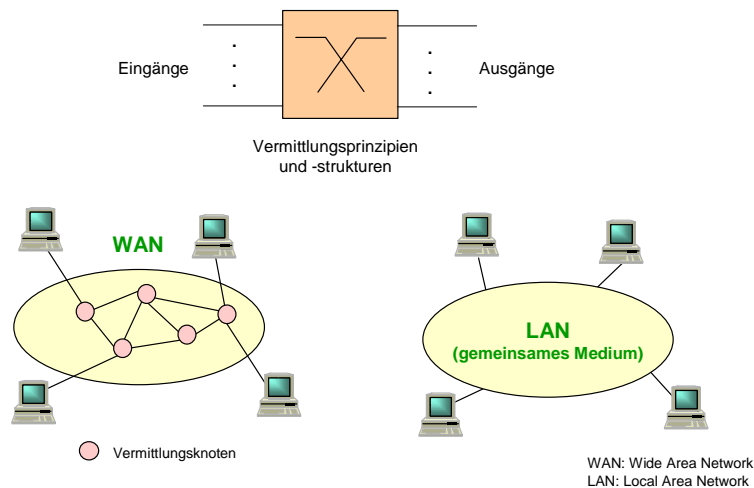 Eingänge
Ausgänge
Vermittlungsprinzipien
und -strukturen
WAN
LAN
(gemeinsames Medium)
Vermittlungsknoten
WAN: Wide Area Network
LAN: Local Area Network